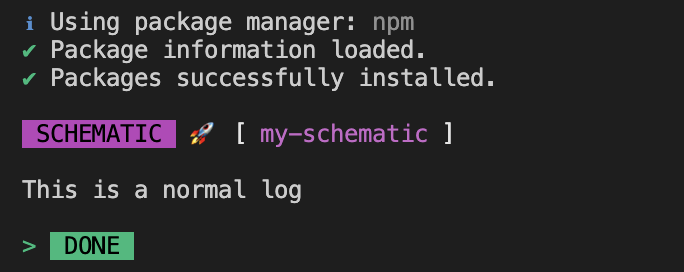 ℹ Using package manager: npm
✔ Package information loaded.
✔ Packages successfully installed.
SCHEMATIC 🚀 [ my-schematic ]
This is a normal log
> DONE